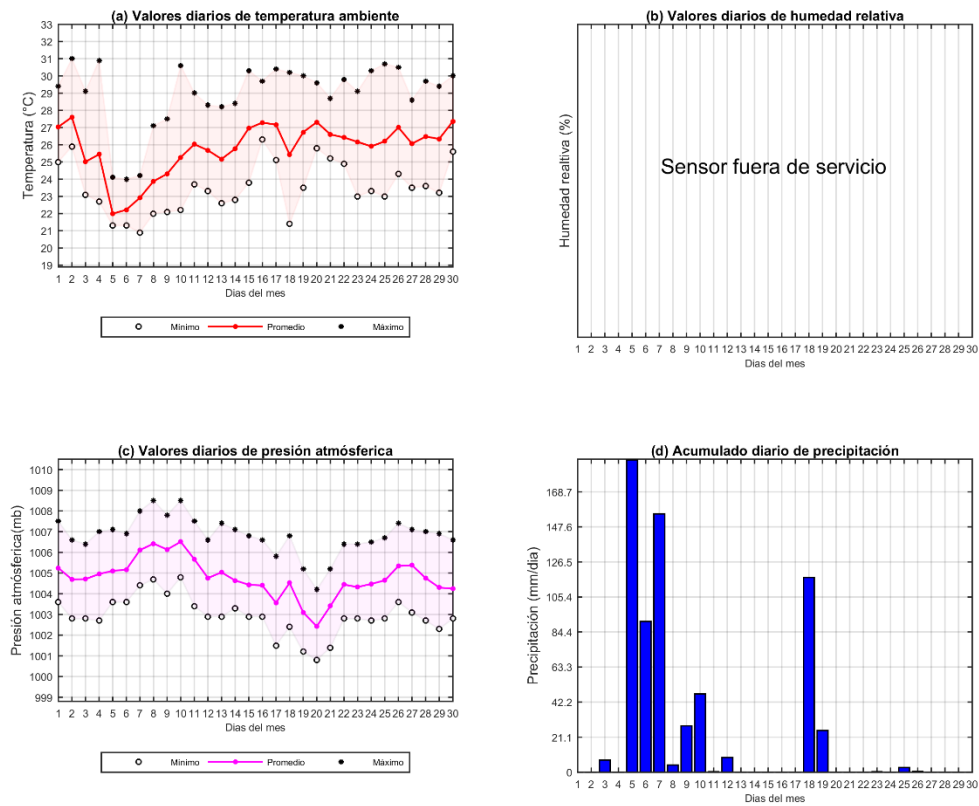 (a) Valores diarios de temperatura ambiente
33
32
31
30
29
28
27
26
25
24
23
22
21
20
19
Temperatura (°C)
1 2 3 4 5 6 7 8 9 10 11 12 13 14 15 16 17 18 19 20 21 22 23 24 25 26 27 28 29 30
Dias del mes
Mínimo Promedio Máximo
(b) Valores diarios de humedad relativa
Humedad realtiva (%)
Sensor fuera de servicio
1 2 3 4 5 6 7 8 9 10 11 12 13 14 15 16 17 18 19 20 21 22 23 24 25 26 27 28 29 30
Dias del mes
(c) Valores diarios de presión atmósferica
1010
1009
1008
1007
1006
1005
1004
1003
1002
1001
1000
999
Presión atmósferica(mb)
1 2 3 4 5 6 7 8 9 10 11 12 13 14 15 16 17 18 19 20 21 22 23 24 25 26 27 28 29 30
Dias del mes
Mínimo Promedio Máximo
(d) Acumulado diario de precipitación
168.7
147.6
126.5
105.4
84.4
63.3
42.2
21.1
0
Precipitación (mm/dia)
1 2 3 4 5 6 7 8 9 10 11 12 13 14 15 16 17 18 19 20 21 22 23 24 25 26 27 28 29 30
Dias del mes